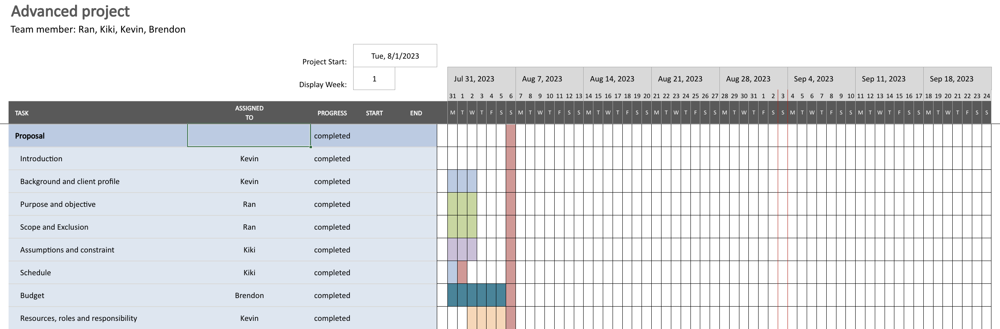 Advanced project
Team member: Ran, Kiki, Kevin, Brendon
Project Start: Tue, 8/1/2023
Display Week: 1
Jul 31, 2023 Aug 7, 2023 Aug 14, 2023 Aug 21, 2023 Aug 28, 2023 Sep 4, 2023 Sep 11, 2023 Sep 18, 2023
31 1 2 3 4 5 6 7 8 9 10 11 12 13 14 15 16 17 18 19 20 21 22 23 24 25 26 27 28 29 30 31 1 2 3 4 5 6 7 8 9 10 11 12 13 14 15 16 17 18 19 20 21 22 23 24
TASK ASSIGNED TO PROGRESS START END M T W T F S S M T W T F S S M T W T F S S M T W T F S S M T W T F S S M T W T F S S M T W T F S S M T W T F S S
Proposal completed
Introduction Kevin completed
Background and client profile Kevin completed
Purpose and objective Ran completed
Scope and Exclusion Ran completed
Assumptions and constraint Kiki completed
Schedule Kiki completed
Budget Brendon completed
Resources, roles and responsibility Kevin completed